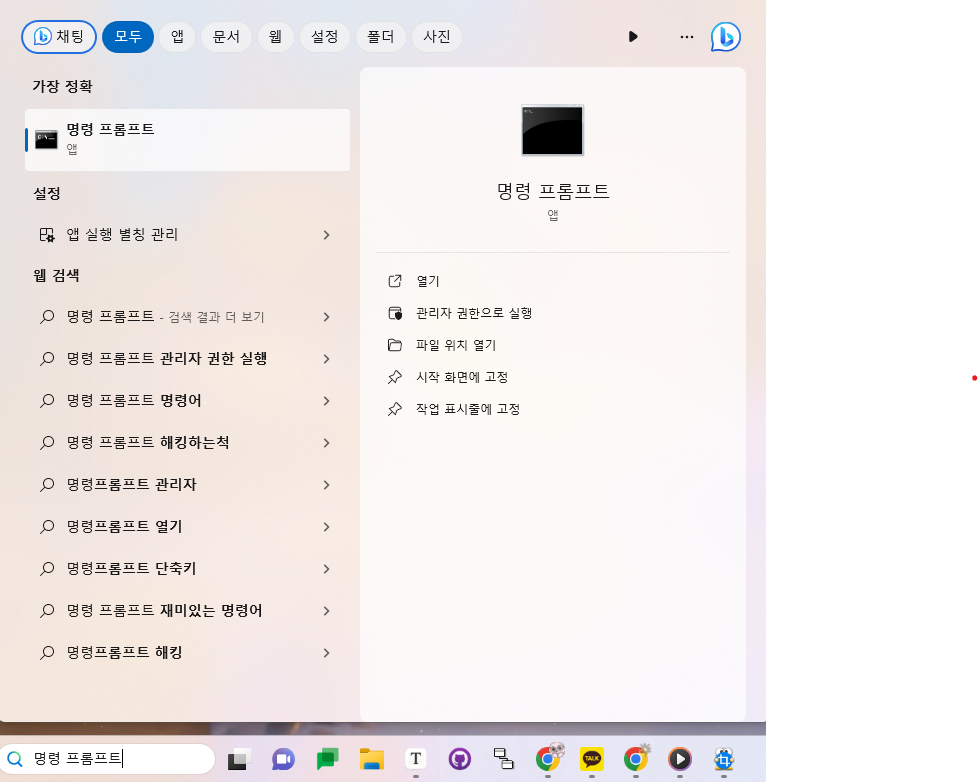 채팅 모두 앱 문서 웹 설정 폴더 사진
가장 정확
명령 프롬프트
앱
설정
앱 실행 별칭 관리
웹 검색
명령 프롬프트 - 검색 결과 더 보기
명령 프롬프트 관리자 권한 실행
명령 프롬프트 명령어
명령 프롬프트 해킹하는척
명령프롬프트 관리자
명령프롬프트 열기
명령프롬프트 단축키
명령 프롬프트 재미있는 명령어
명령프롬프트 해킹
명령 프롬프트
앱
열기
관리자 권한으로 실행
파일 위치 열기
시작 화면에 고정
작업 표시줄에 고정
명령 프롬프트
T
TALK